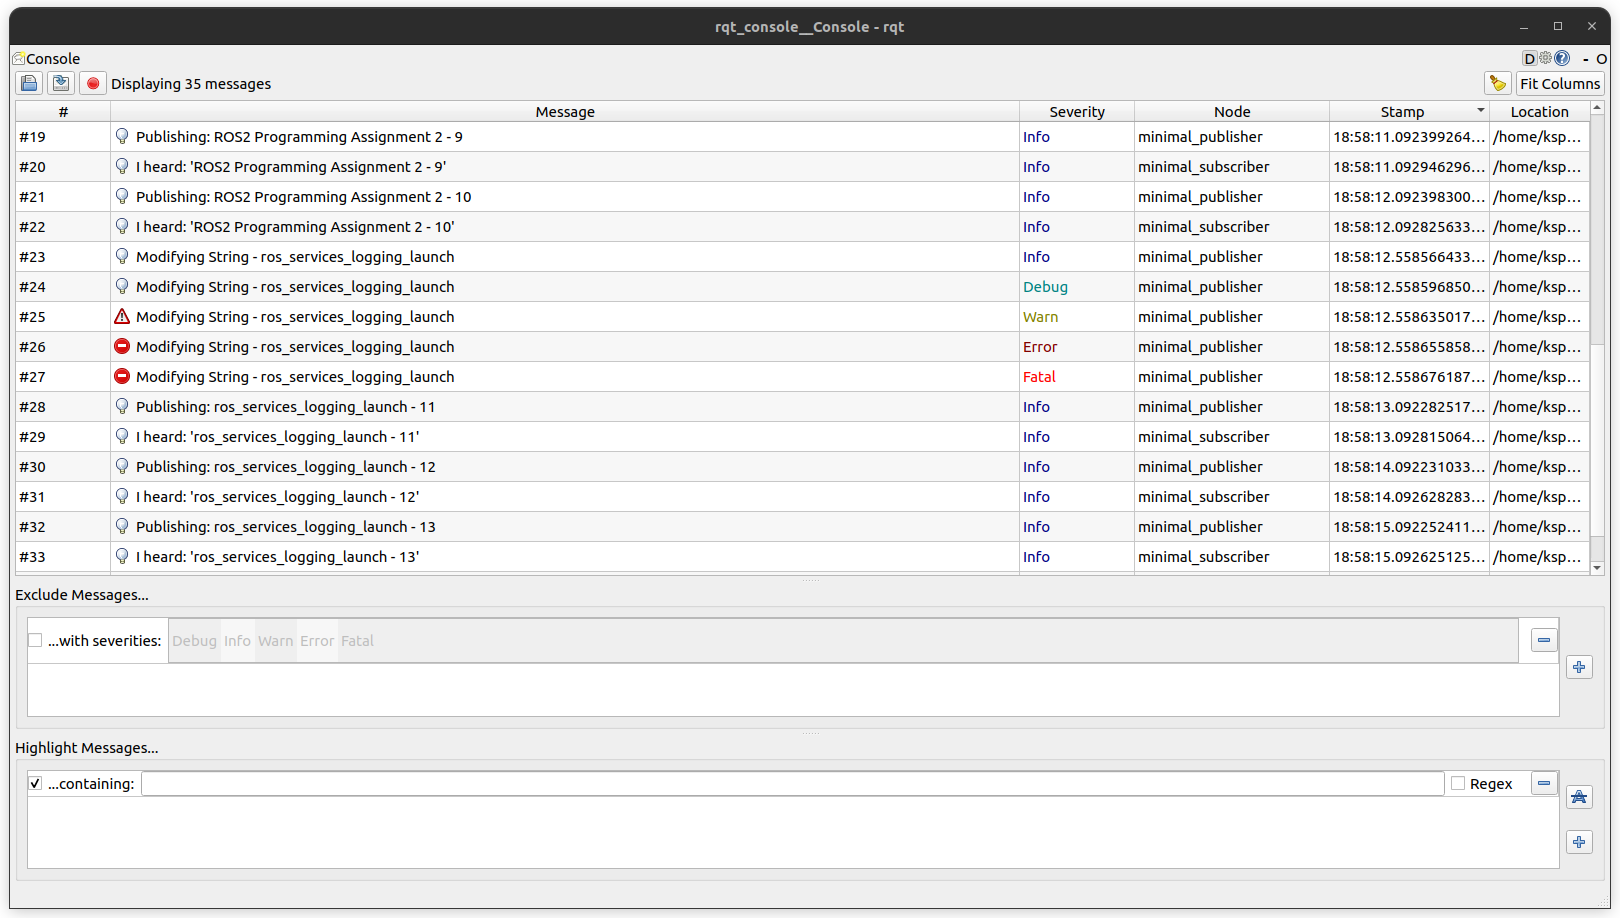 rqt_console__Console - rqt
Console
D ? - O
Displaying 35 messages Fit Columns
# Message Severity Node Stamp Location
#19 Publishing: ROS2 Programming Assignment 2 - 9 Info minimal_publisher 18:58:11.092399264... /home/ksp...
#20 I heard: 'ROS2 Programming Assignment 2 - 9' Info minimal_subscriber 18:58:11.092946296... /home/ksp...
#21 Publishing: ROS2 Programming Assignment 2 - 10 Info minimal_publisher 18:58:12.092398300... /home/ksp...
#22 I heard: 'ROS2 Programming Assignment 2 - 10' Info minimal_subscriber 18:58:12.092825633... /home/ksp...
#23 Modifying String - ros_services_logging_launch Info minimal_publisher 18:58:12.558566433... /home/ksp...
#24 Modifying String - ros_services_logging_launch Debug minimal_publisher 18:58:12.558596850... /home/ksp...
#25 Modifying String - ros_services_logging_launch Warn minimal_publisher 18:58:12.558635017... /home/ksp...
#26 Modifying String - ros_services_logging_launch Error minimal_publisher 18:58:12.558655858... /home/ksp...
#27 Modifying String - ros_services_logging_launch Fatal minimal_publisher 18:58:12.558676187... /home/ksp...
#28 Publishing: ros_services_logging_launch - 11 Info minimal_publisher 18:58:13.092282517... /home/ksp...
#29 I heard: 'ros_services_logging_launch - 11' Info minimal_subscriber 18:58:13.092815064... /home/ksp...
#30 Publishing: ros_services_logging_launch - 12 Info minimal_publisher 18:58:14.092231033... /home/ksp...
#31 I heard: 'ros_services_logging_launch - 12' Info minimal_subscriber 18:58:14.092628283... /home/ksp...
#32 Publishing: ros_services_logging_launch - 13 Info minimal_publisher 18:58:15.092252411... /home/ksp...
#33 I heard: 'ros_services_logging_launch - 13' Info minimal_subscriber 18:58:15.092625125... /home/ksp...
Exclude Messages...
...with severities: Debug Info Warn Error Fatal
Highlight Messages...
...containing: Regex